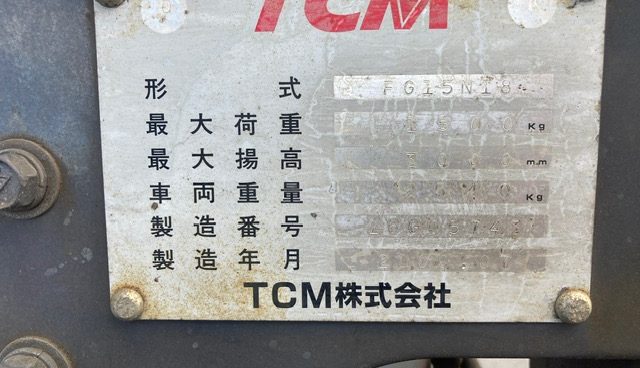 TCM
形式 FG15N18
最大荷重 1500 Kg
最大揚高 3000 mm
車両重量 Kg
製造番号
製造年月
TCM株式会社